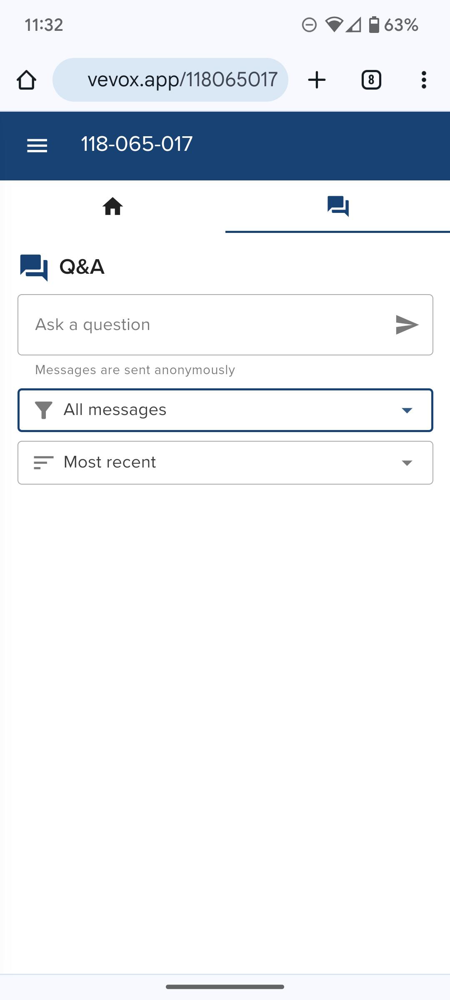 11:32
63%
vevox.app/118065017
8
118-065-017
Q&A
Ask a question
Messages are sent anonymously
All messages
Most recent